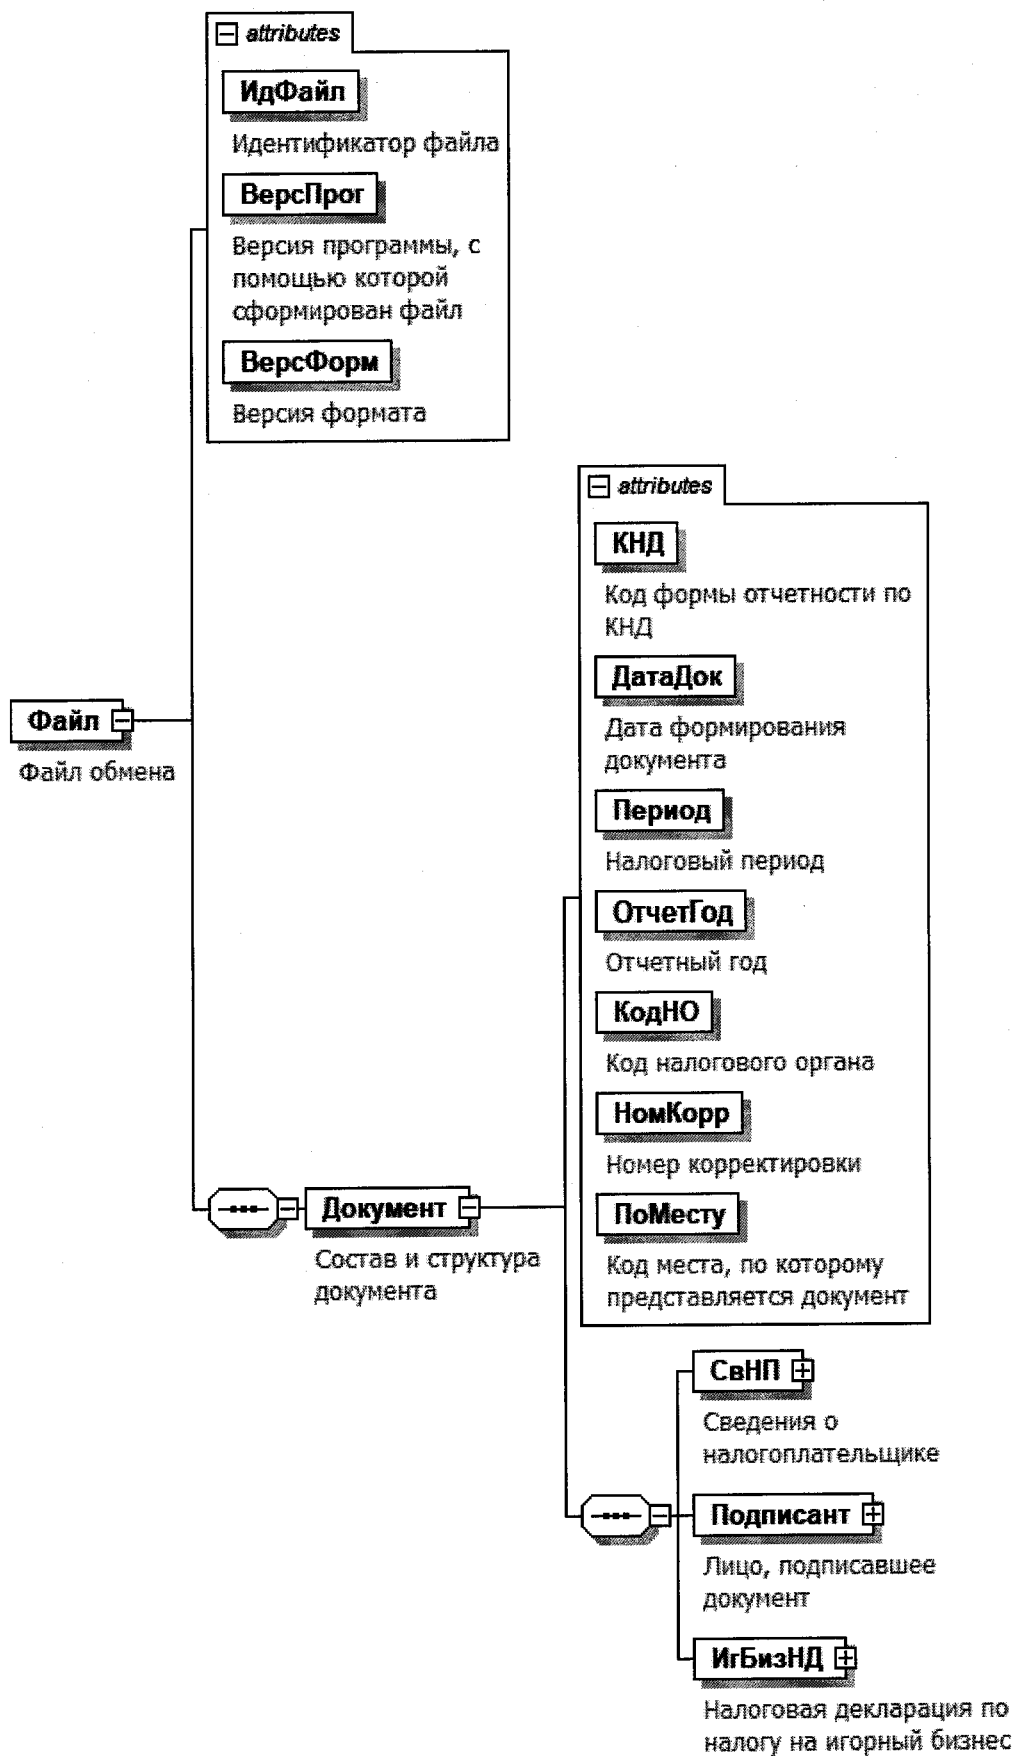 attributes
ИдФайл
Идентификатор файла
ВерсПрог
Версия программы, с
помощью которой
сформирован файл
ВерсФорм
Версия формата
attributes
КНД
Код формы отчетности по
КНД
ДатаДок
Дата формирования
документа
Файл
Файл обмена
Период
Налоговый период
ОтчетГод
Отчетный год
КодНО
Код налогового органа
НомКорр
Номер корректировки
Документ
Состав и структура
документа
ПоМесту
Код места, по которому
представляется документ
СвНП
Сведения о
налогоплательщике
Подписант
Лицо, подписавшее
документ
ИгБизНД
Налоговая декларация по
налогу на игорный бизнес